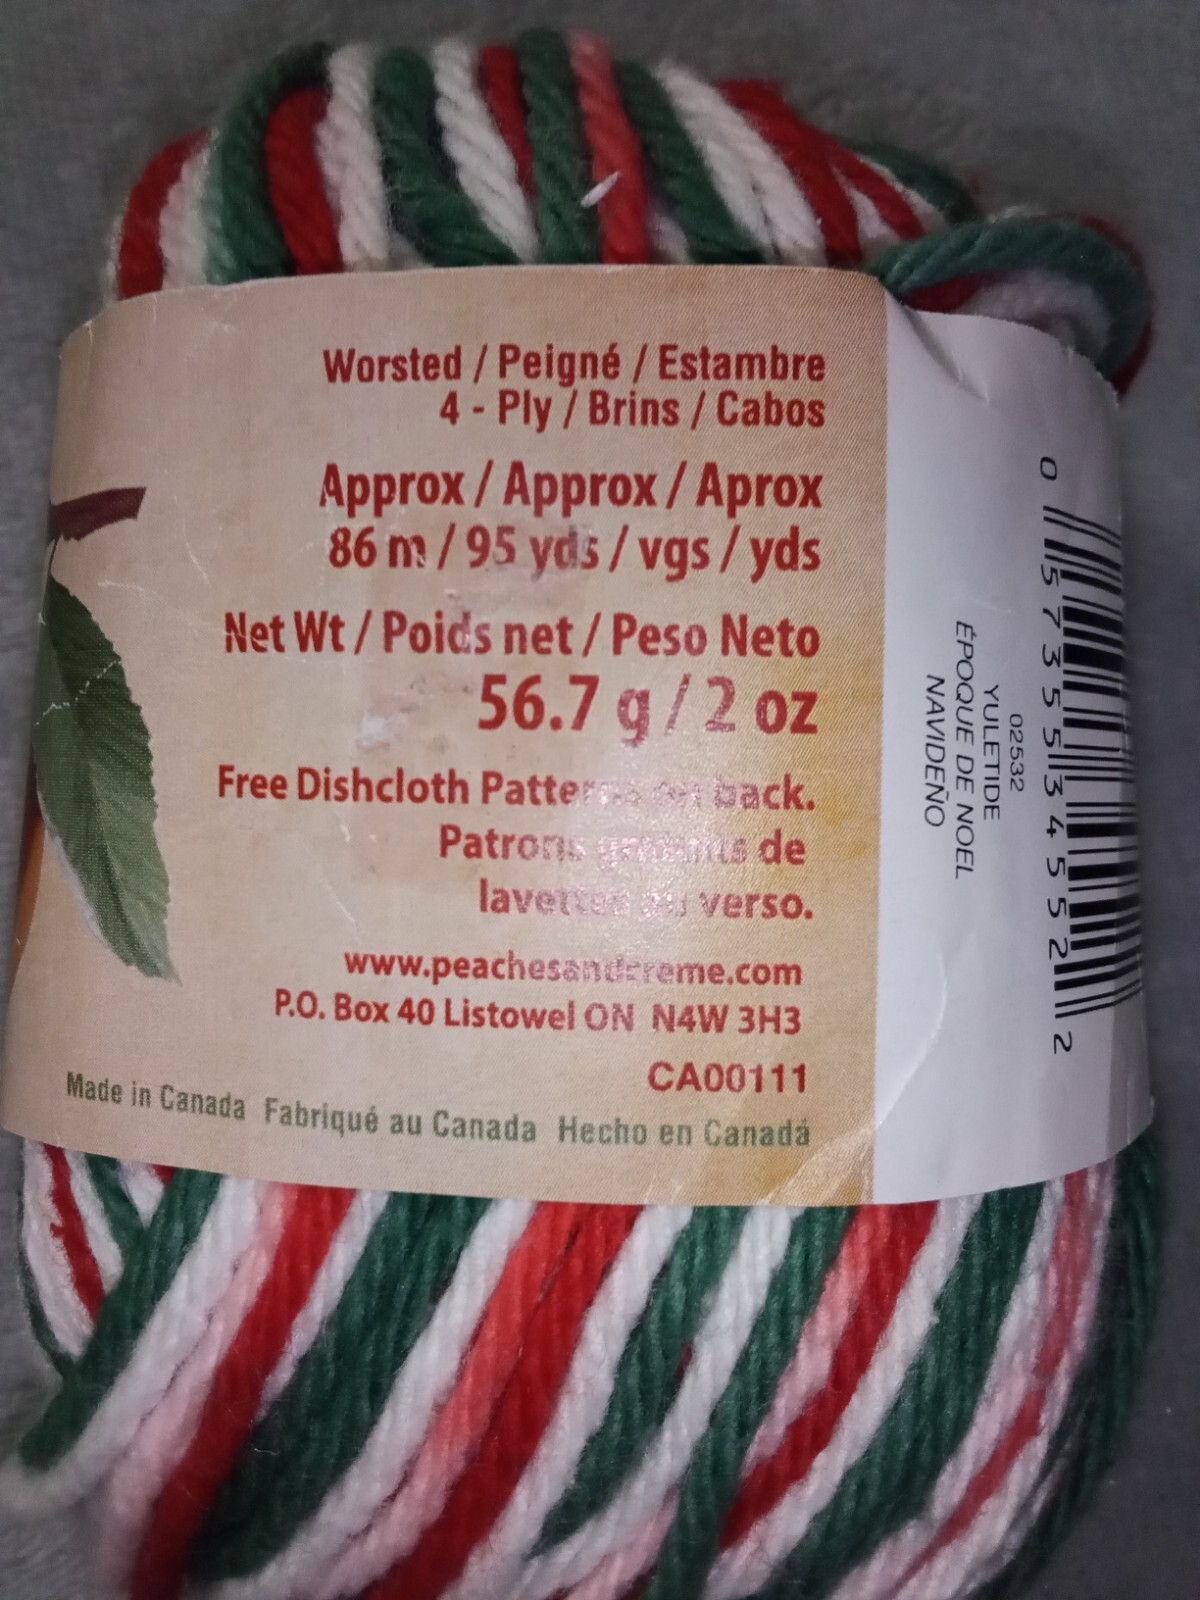 Worsted / Peigné / Estambre
4 - Ply / Brins / Cabos
Approx / Approx / Aprox
86 m / 95 yds / vgs / yds
Net Wt / Poids net / Peso Neto
56.7 g / 2 oz
Free Dishcloth Patterns on back.
Patrons gratuits de
lavettes au verso.
www.peachesandcreme.com
P.O. Box 40 Listowel ON N4W 3H3
CA00111
Made in Canada Fabriqué au Canada Hecho en Canadá
0 57355 34552 2
02532
YULETIDE
ÉPOQUE DE NOEL
NAVIDEÑO